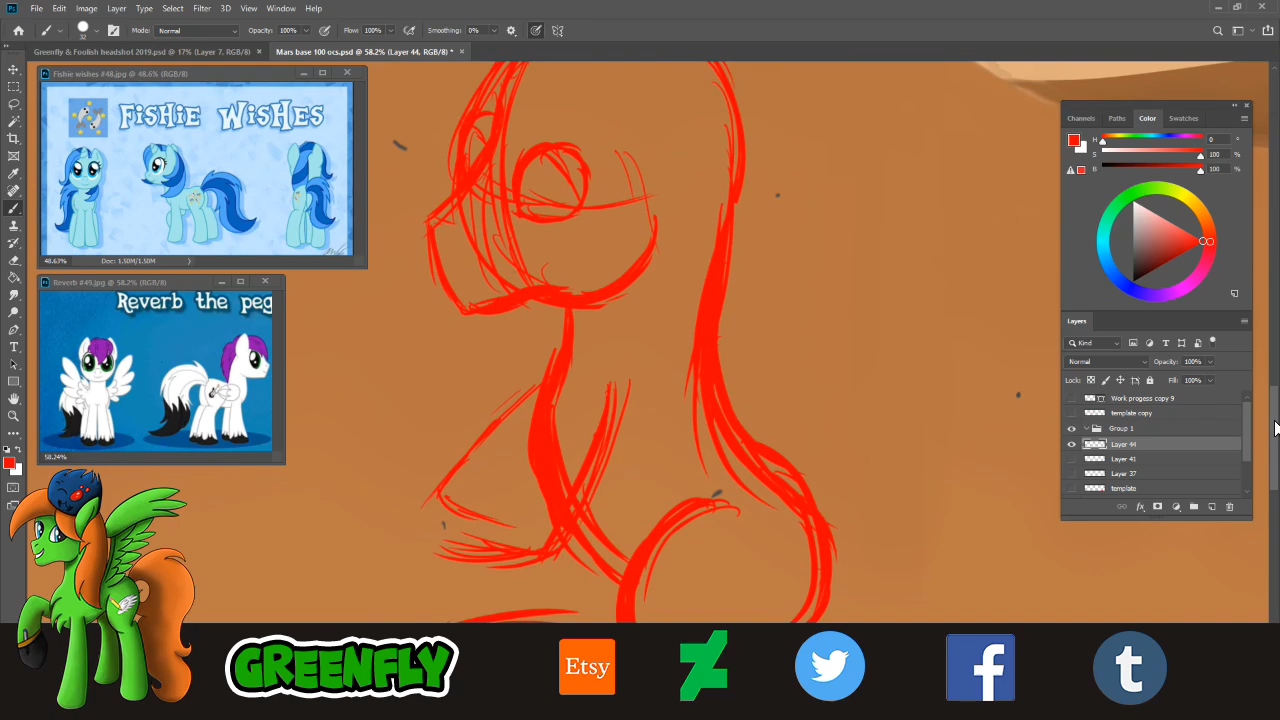 File Edit Image Layer Type Select Filter 3D View Window Help
32 Mode: Normal Opacity: 100% Flow: 100% Smoothing: 0%
Greenfly & Foolish headshot 2019.psd @ 17% (Layer 7, RGB/8) × Mars base 100 ocs.psd @ 58.2% (Layer 44, RGB/8) * ×
Fishie wishes #48.jpg @ 48.6% (RGB/8)
Fishie Wishes
48.63% Doc: 1.50M/1.50M
Reverb #49.jpg @ 58.2% (RGB/8)
Reverb the peg
58.24%
Channels Paths Color Swatches
H 0 °
S 100 %
B 100 %
Layers
Kind
Normal Opacity: 100%
Lock: Fill: 100%
Work progess copy 9
template copy
Group 1
Layer 44
Layer 41
Layer 37
template
GREENFLY
Etsy